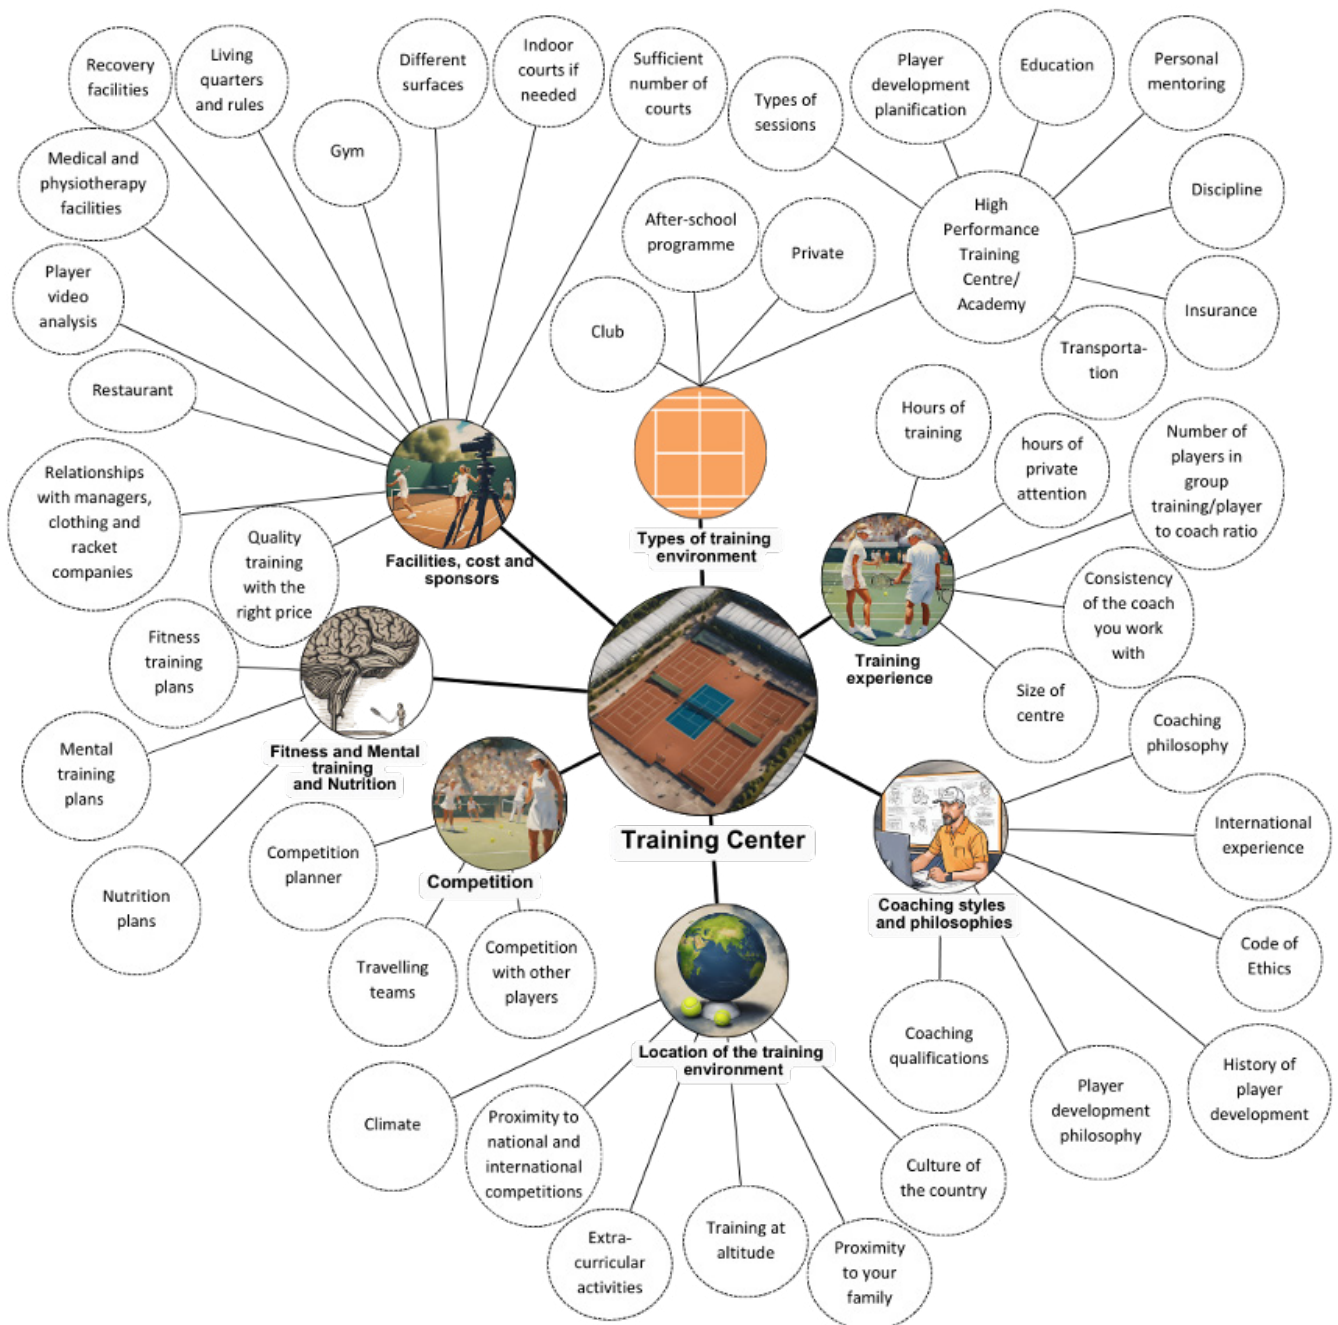 Recovery
facilities
Living
quarters
and rules
Different
surfaces
Indoor
courts if
needed
Sufficient
number of
courts
Types of
sessions
Player
development
planification
Education
Personal
mentoring
Medical and
physiotherapy
facilities
Gym
After-school
programme
Private
High
Performance
Training
Centre/
Academy
Discipline
Player
video
analysis
Club
Insurance
Restaurant
Transporta-
tion
Relationships
with managers,
clothing and
racket
companies
Quality
training
with the
right price
Facilities, cost and
sponsors
Types of training
environment
Hours of
training
hours of
private
attention
Number of
players in
group
training/player
to coach ratio
Fitness
training
plans
Training
experience
Consistency
of the coach
you work
with
Size of
centre
Mental
training
plans
Fitness and Mental
training
and Nutrition
Coaching
philosophy
Nutrition
plans
Competition
planner
Competition
Training Center
International
experience
Travelling
teams
Competition
with other
players
Coaching styles
and philosophies
Code of
Ethics
Location of the training
environment
Coaching
qualifications
Climate
Proximity to
national and
international
competitions
Player
development
philosophy
History of
player
development
Extra-
curricular
activities
Training at
altitude
Proximity
to your
family
Culture of
the country